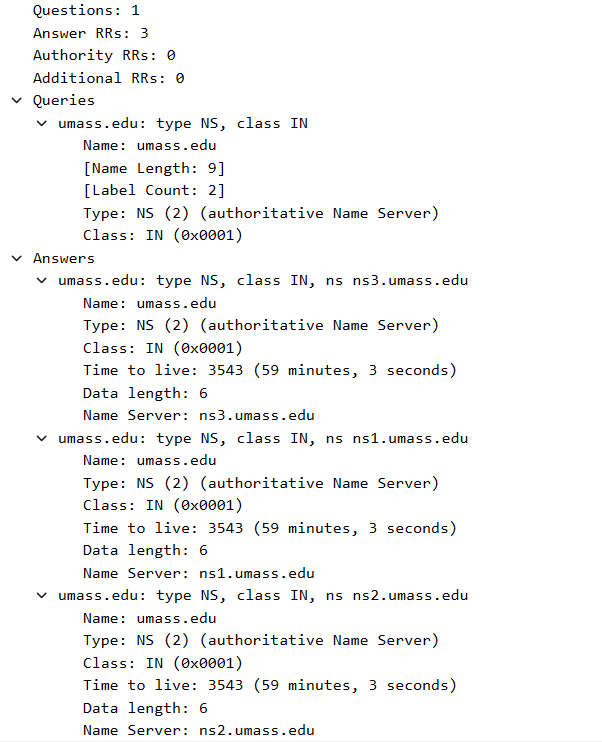 Questions: 1
Answer RRs: 3
Authority RRs: 0
Additional RRs: 0
Queries
umass.edu: type NS, class IN
Name: umass.edu
[Name Length: 9]
[Label Count: 2]
Type: NS (2) (authoritative Name Server)
Class: IN (0x0001)
Answers
umass.edu: type NS, class IN, ns ns3.umass.edu
Name: umass.edu
Type: NS (2) (authoritative Name Server)
Class: IN (0x0001)
Time to live: 3543 (59 minutes, 3 seconds)
Data length: 6
Name Server: ns3.umass.edu
umass.edu: type NS, class IN, ns ns1.umass.edu
Name: umass.edu
Type: NS (2) (authoritative Name Server)
Class: IN (0x0001)
Time to live: 3543 (59 minutes, 3 seconds)
Data length: 6
Name Server: ns1.umass.edu
umass.edu: type NS, class IN, ns ns2.umass.edu
Name: umass.edu
Type: NS (2) (authoritative Name Server)
Class: IN (0x0001)
Time to live: 3543 (59 minutes, 3 seconds)
Data length: 6
Name Server: ns2.umass.edu